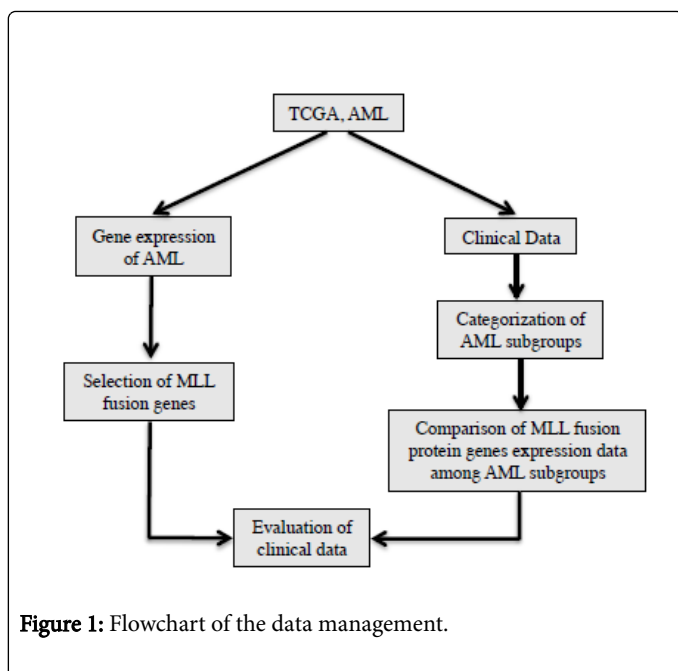 TCGA, AML
Gene expression
of AML
Clinical Data
Categorization of
AML subgroups
Selection of MLL
fusion genes
Comparison of MLL fusion
protein genes expression data
among AML subgroups
Evaluation of
clinical data
Figure 1: Flowchart of the data management.